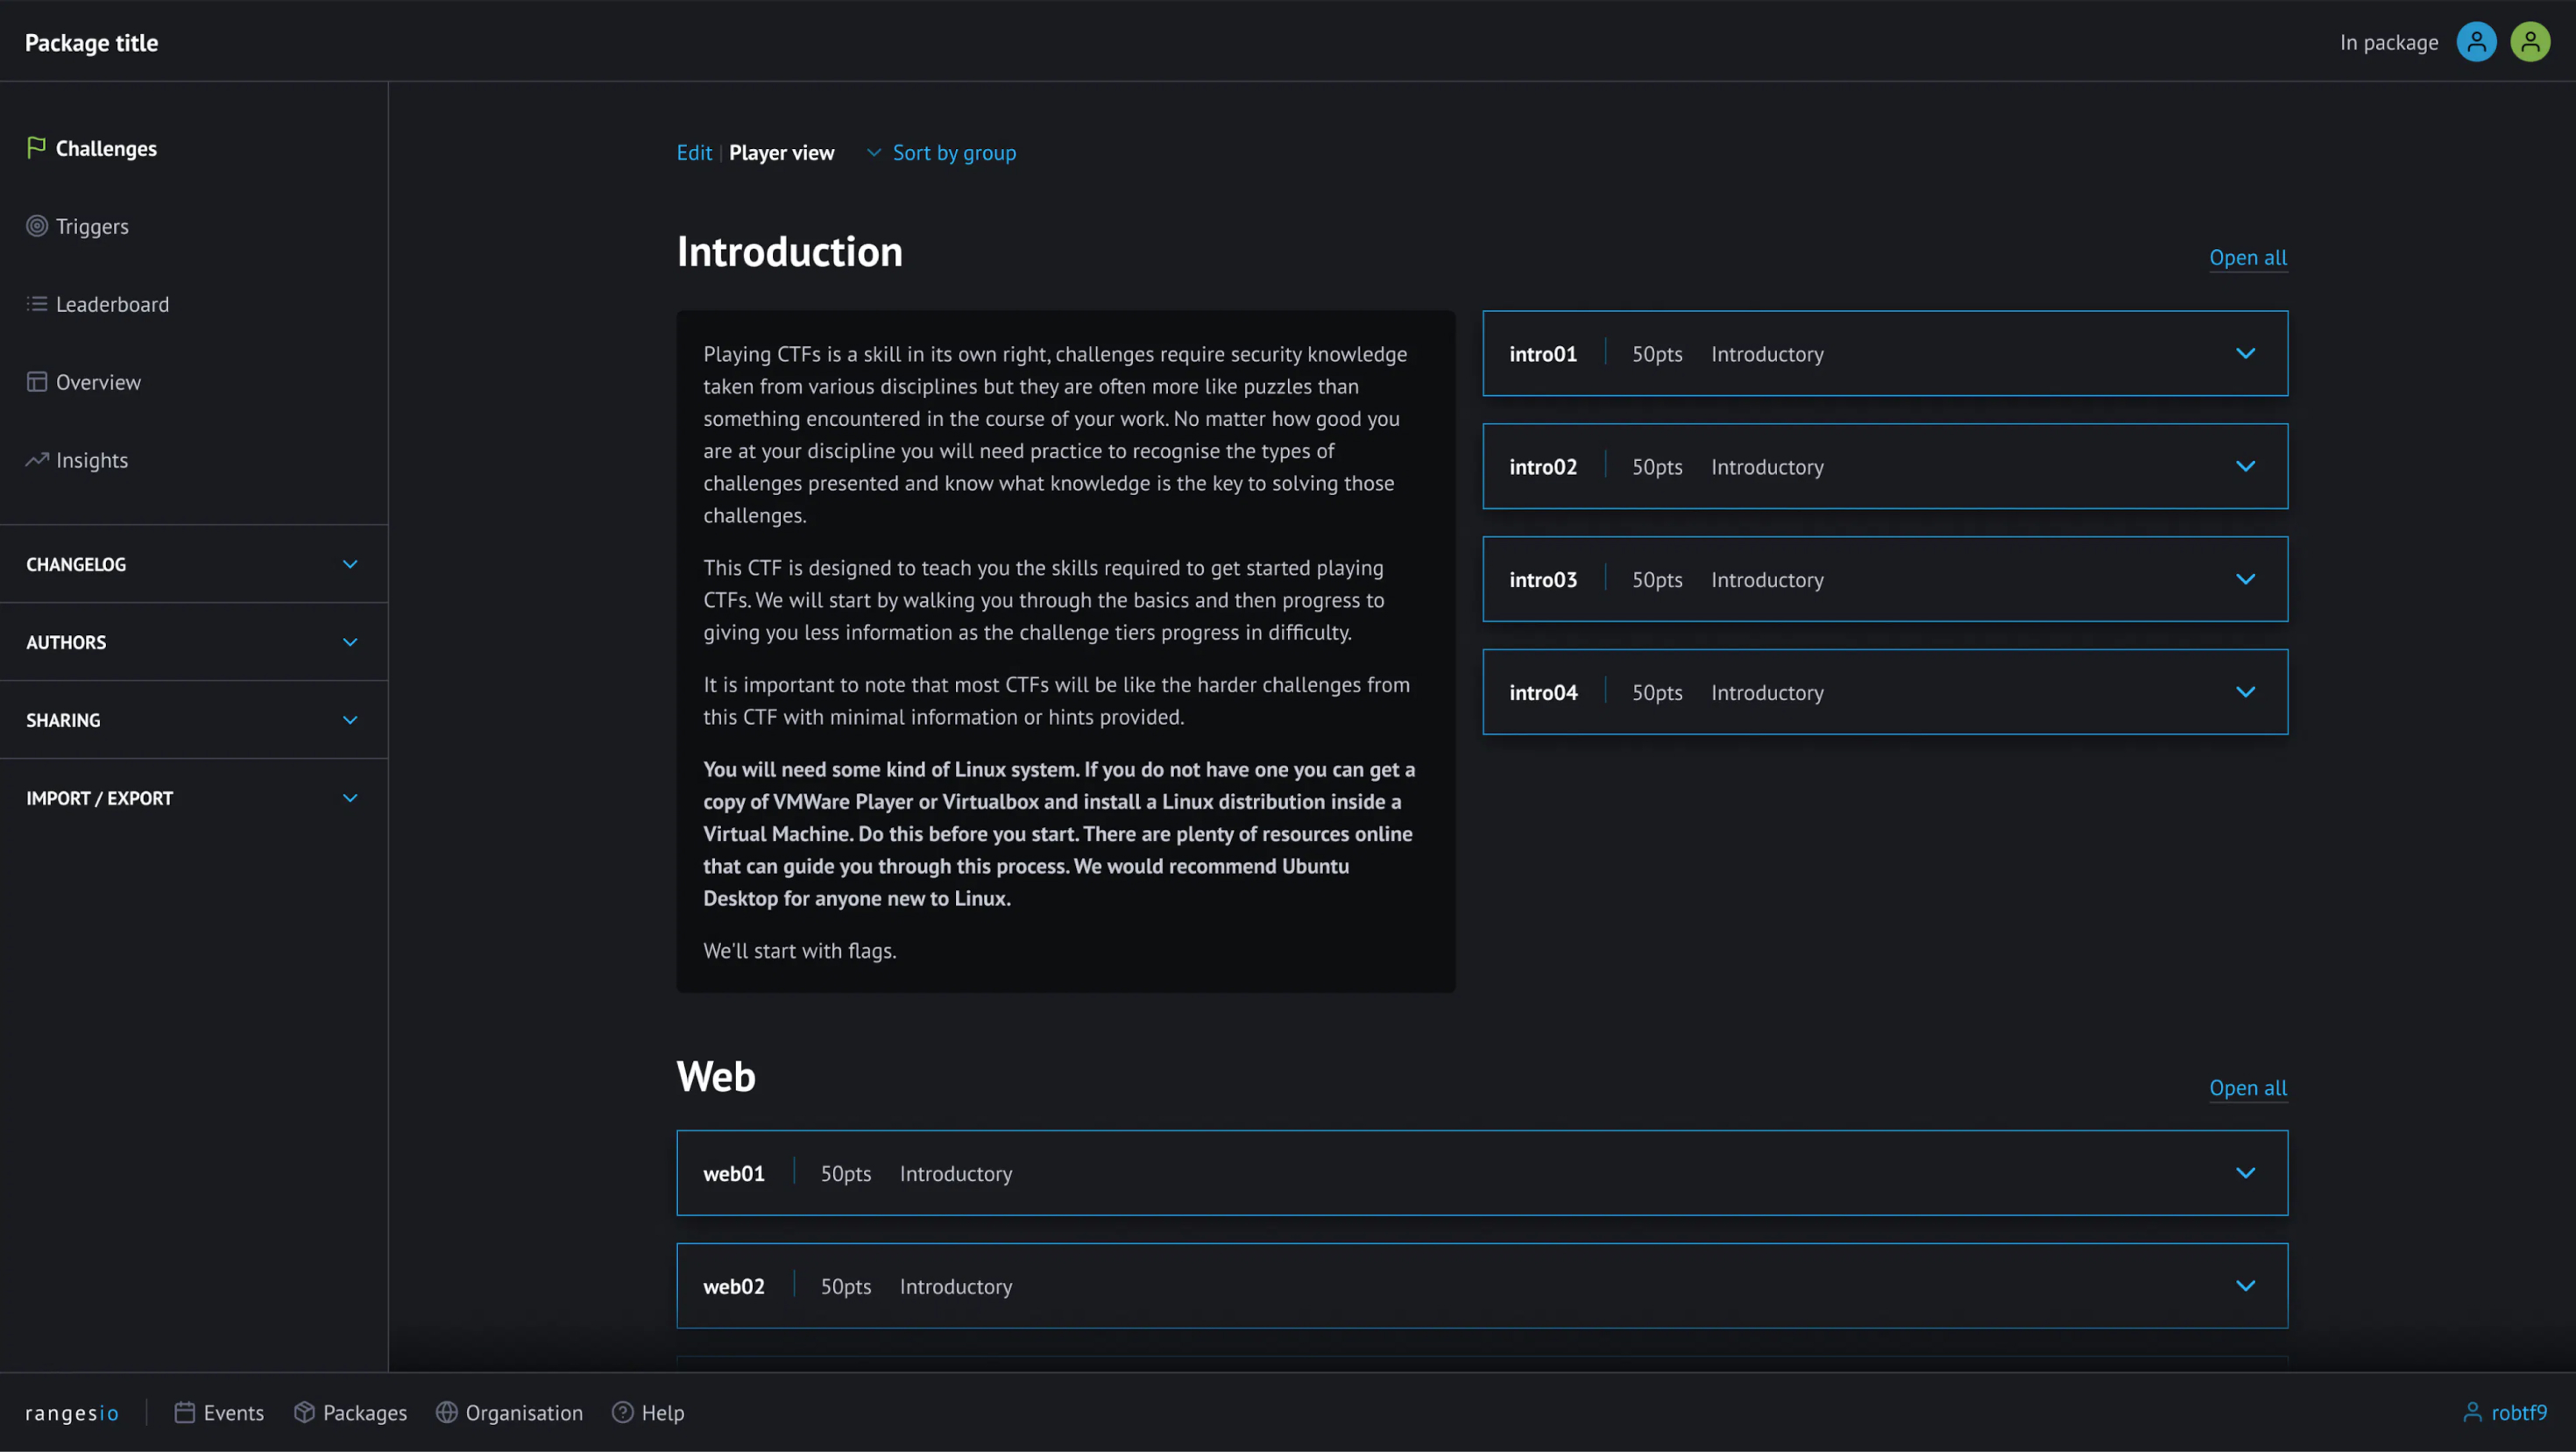 Package title
In package
Challenges
Triggers
Leaderboard
Overview
Insights
CHANGELOG
AUTHORS
SHARING
IMPORT / EXPORT
Edit | Player view Sort by group
Introduction
Open all
Playing CTFs is a skill in its own right, challenges require security knowledge
taken from various disciplines but they are often more like puzzles than
something encountered in the course of your work. No matter how good you
are at your discipline you will need practice to recognise the types of
challenges presented and know what knowledge is the key to solving those
challenges.
This CTF is designed to teach you the skills required to get started playing
CTFs. We will start by walking you through the basics and then progress to
giving you less information as the challenge tiers progress in difficulty.
It is important to note that most CTFs will be like the harder challenges from
this CTF with minimal information or hints provided.
You will need some kind of Linux system. If you do not have one you can get a
copy of VMWare Player or Virtualbox and install a Linux distribution inside a
Virtual Machine. Do this before you start. There are plenty of resources online
that can guide you through this process. We would recommend Ubuntu
Desktop for anyone new to Linux.
We'll start with flags.
intro01 50pts Introductory
intro02 50pts Introductory
intro03 50pts Introductory
intro04 50pts Introductory
Web
Open all
web01 50pts Introductory
web02 50pts Introductory
rangesio Events Packages Organisation Help robtf9